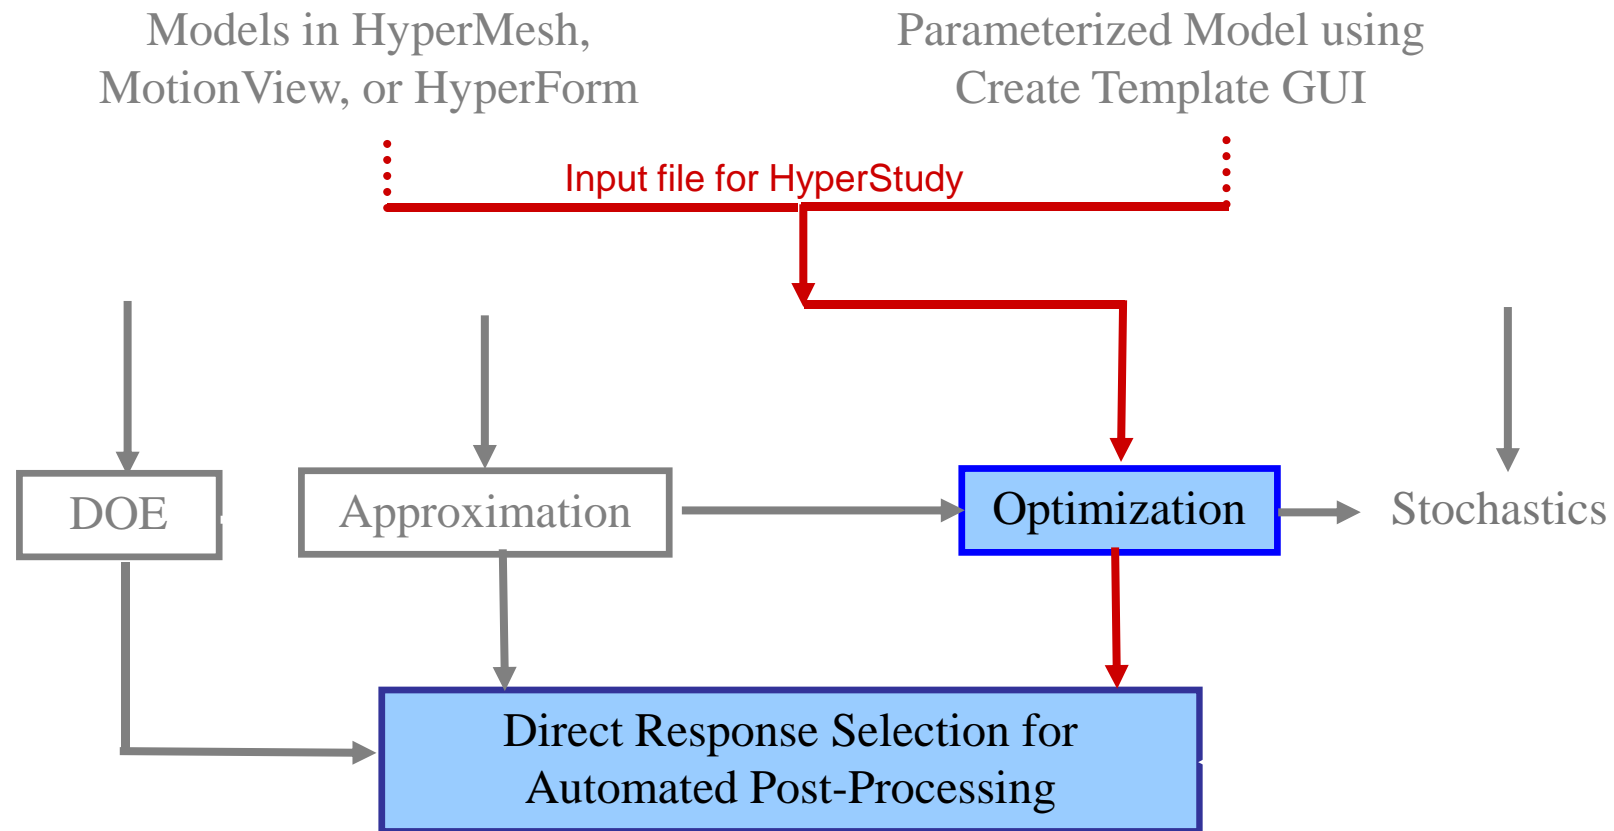 Models in HyperMesh,
MotionView, or HyperForm
Parameterized Model using
Create Template GUI
Input file for HyperStudy
DOE
Approximation
Optimization
Stochastics
Direct Response Selection for
Automated Post-Processing